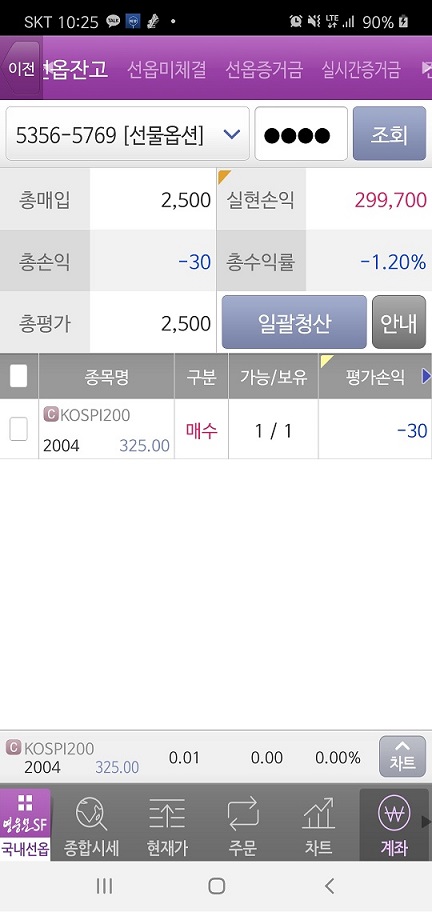 SKT 10:25 TALK LTE 90%
이전 선옵잔고 선옵미체결 선옵증거금 실시간증거금
5356-5769 [선물옵션] ●●●● 조회
총매입 2,500 실현손익 299,700
총손익 -30 총수익률 -1.20%
총평가 2,500 일괄청산 안내
종목명 구분 가능/보유 평가손익
C KOSPI200 매수 1 / 1 -30
2004 325.00
C KOSPI200 0.01 0.00 0.00% 차트
2004 325.00
영웅문SF
국내선옵 종합시세 현재가 주문 차트 계좌